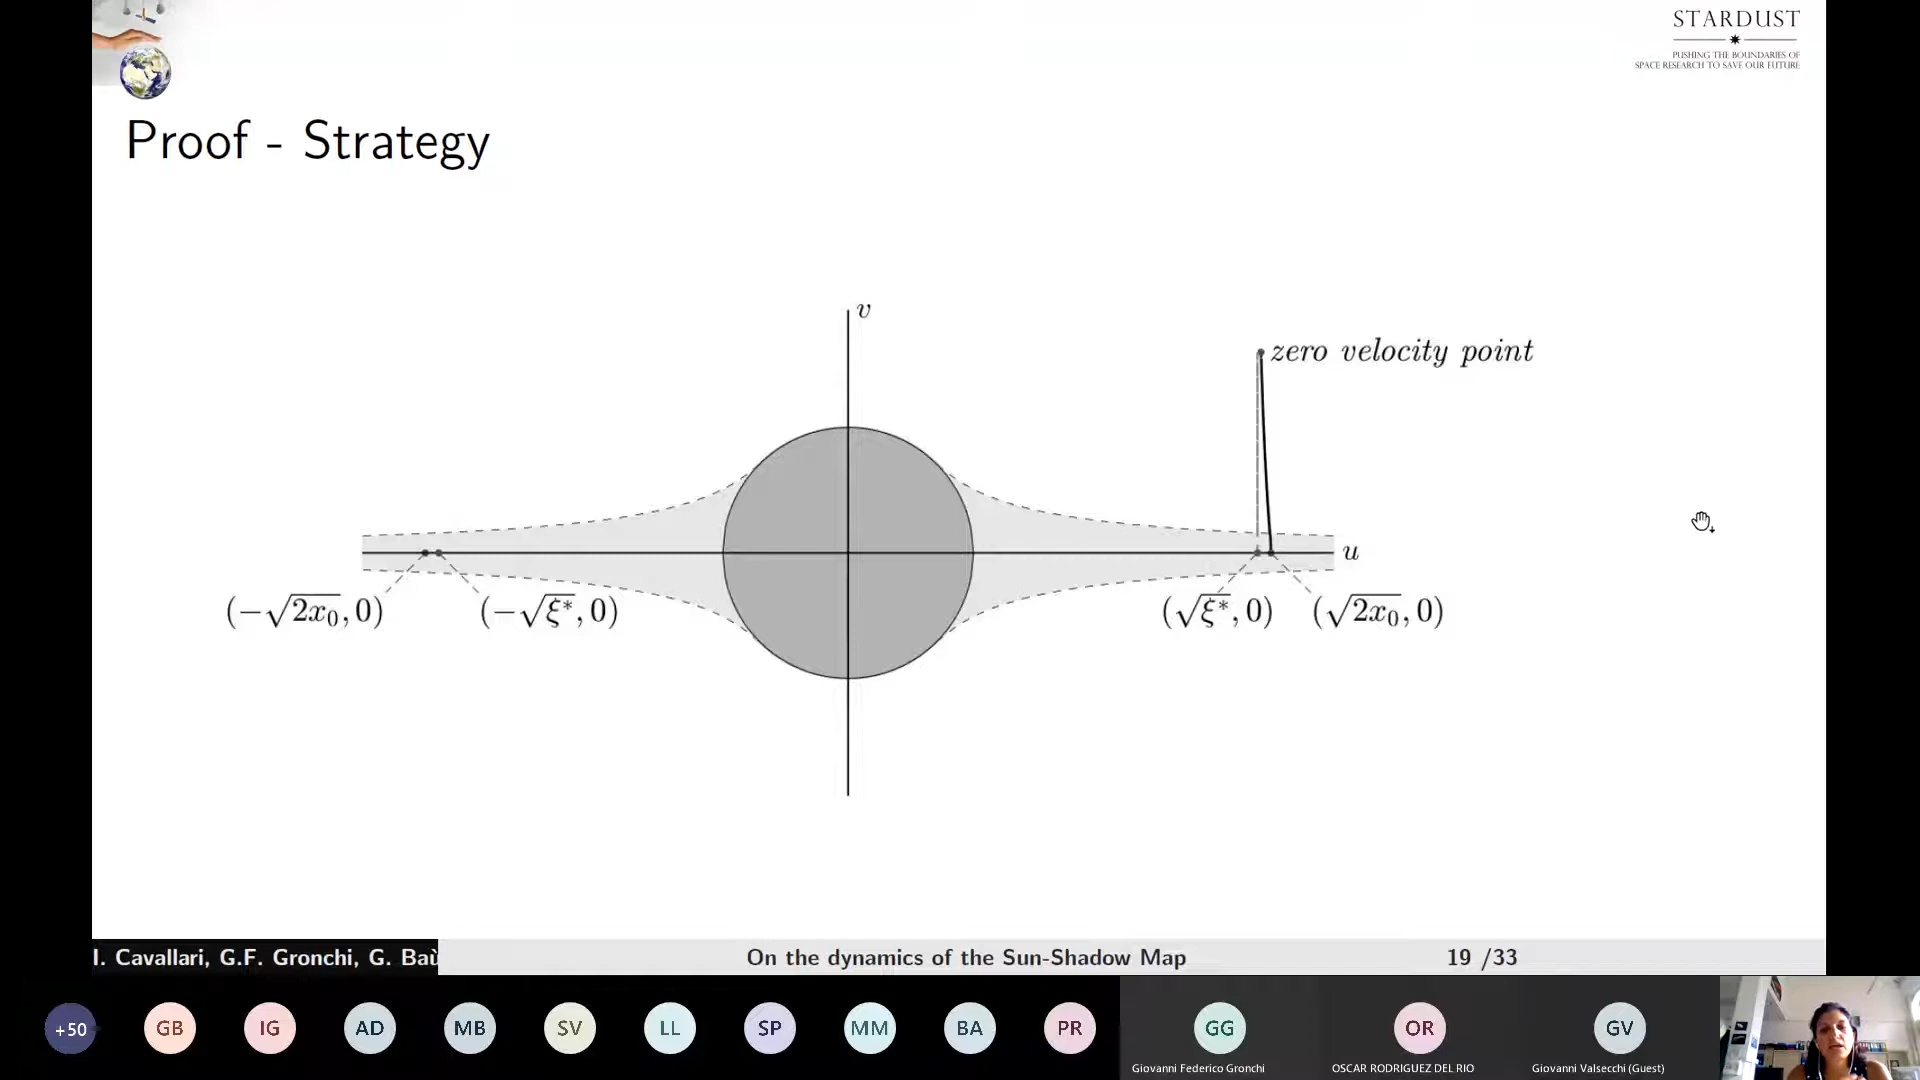 STARDUST
PUSHING THE BOUNDARIES OF
SPACE RESEARCH TO SAVE OUR FUTURE
Proof - Strategy
v
zero velocity point
u
(−√2x₀, 0)
(−√ξ*, 0)
(√ξ*, 0)
(√2x₀, 0)
I. Cavallari, G.F. Gronchi, G. Baù
On the dynamics of the Sun-Shadow Map
19 /33
+50
GB
IG
AD
MB
SV
LL
SP
MM
BA
PR
GG
OR
GV
Giovanni Federico Gronchi
OSCAR RODRIGUEZ DEL RIO
Giovanni Valsecchi (Guest)